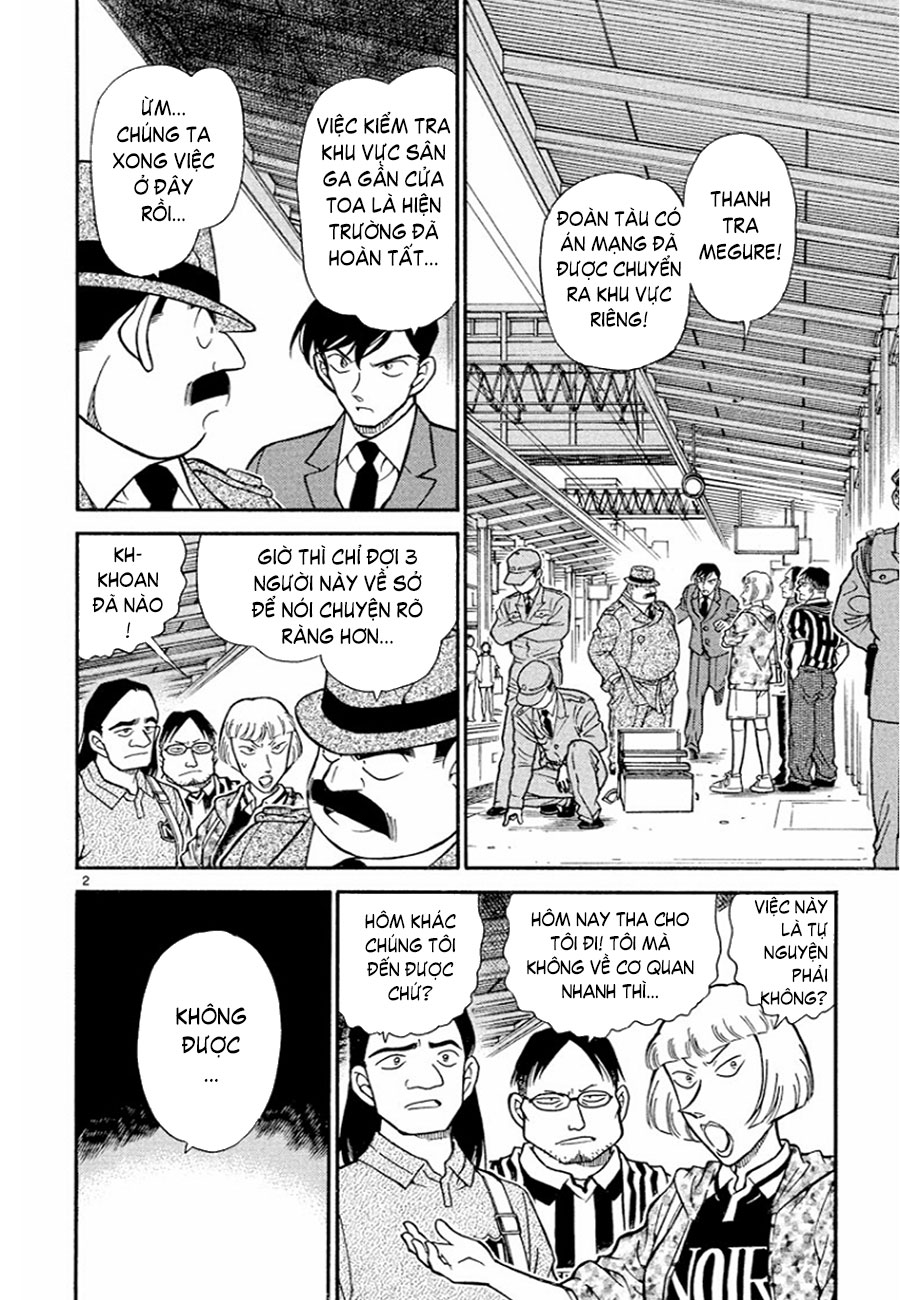 THANH
TRA
MEGURE!
ĐOÀN TÀU CÓ
ÁN MẠNG ĐÃ
ĐƯỢC CHUYỂN
RA KHU VỰC
RIÊNG!
VIỆC KIỂM TRA
KHU VỰC SÂN
GA GẦN CỬA
TOA LÀ HIỆN
TRƯỜNG ĐÃ
HOÀN TẤT...
ỪM...
CHÚNG TA
XONG VIỆC
Ở ĐÂY
RỒI...
GIỜ THÌ CHỈ ĐỢI 3
NGƯỜI NÀY VỀ SỞ
ĐỂ NÓI CHUYỆN RÕ
RÀNG HƠN...
KH-
KHOAN
ĐÃ NÀO
!
2
VIỆC NÀY
LÀ TỰ
NGUYỆN
PHẢI
KHÔNG?
HÔM NAY THA CHO
TÔI ĐI! TÔI MÀ
KHÔNG VỀ CƠ QUAN
NHANH THÌ...
HÔM KHÁC
CHÚNG TÔI
ĐẾN ĐƯỢC
CHỨ?
NOIR
KHÔNG
ĐƯỢC
...